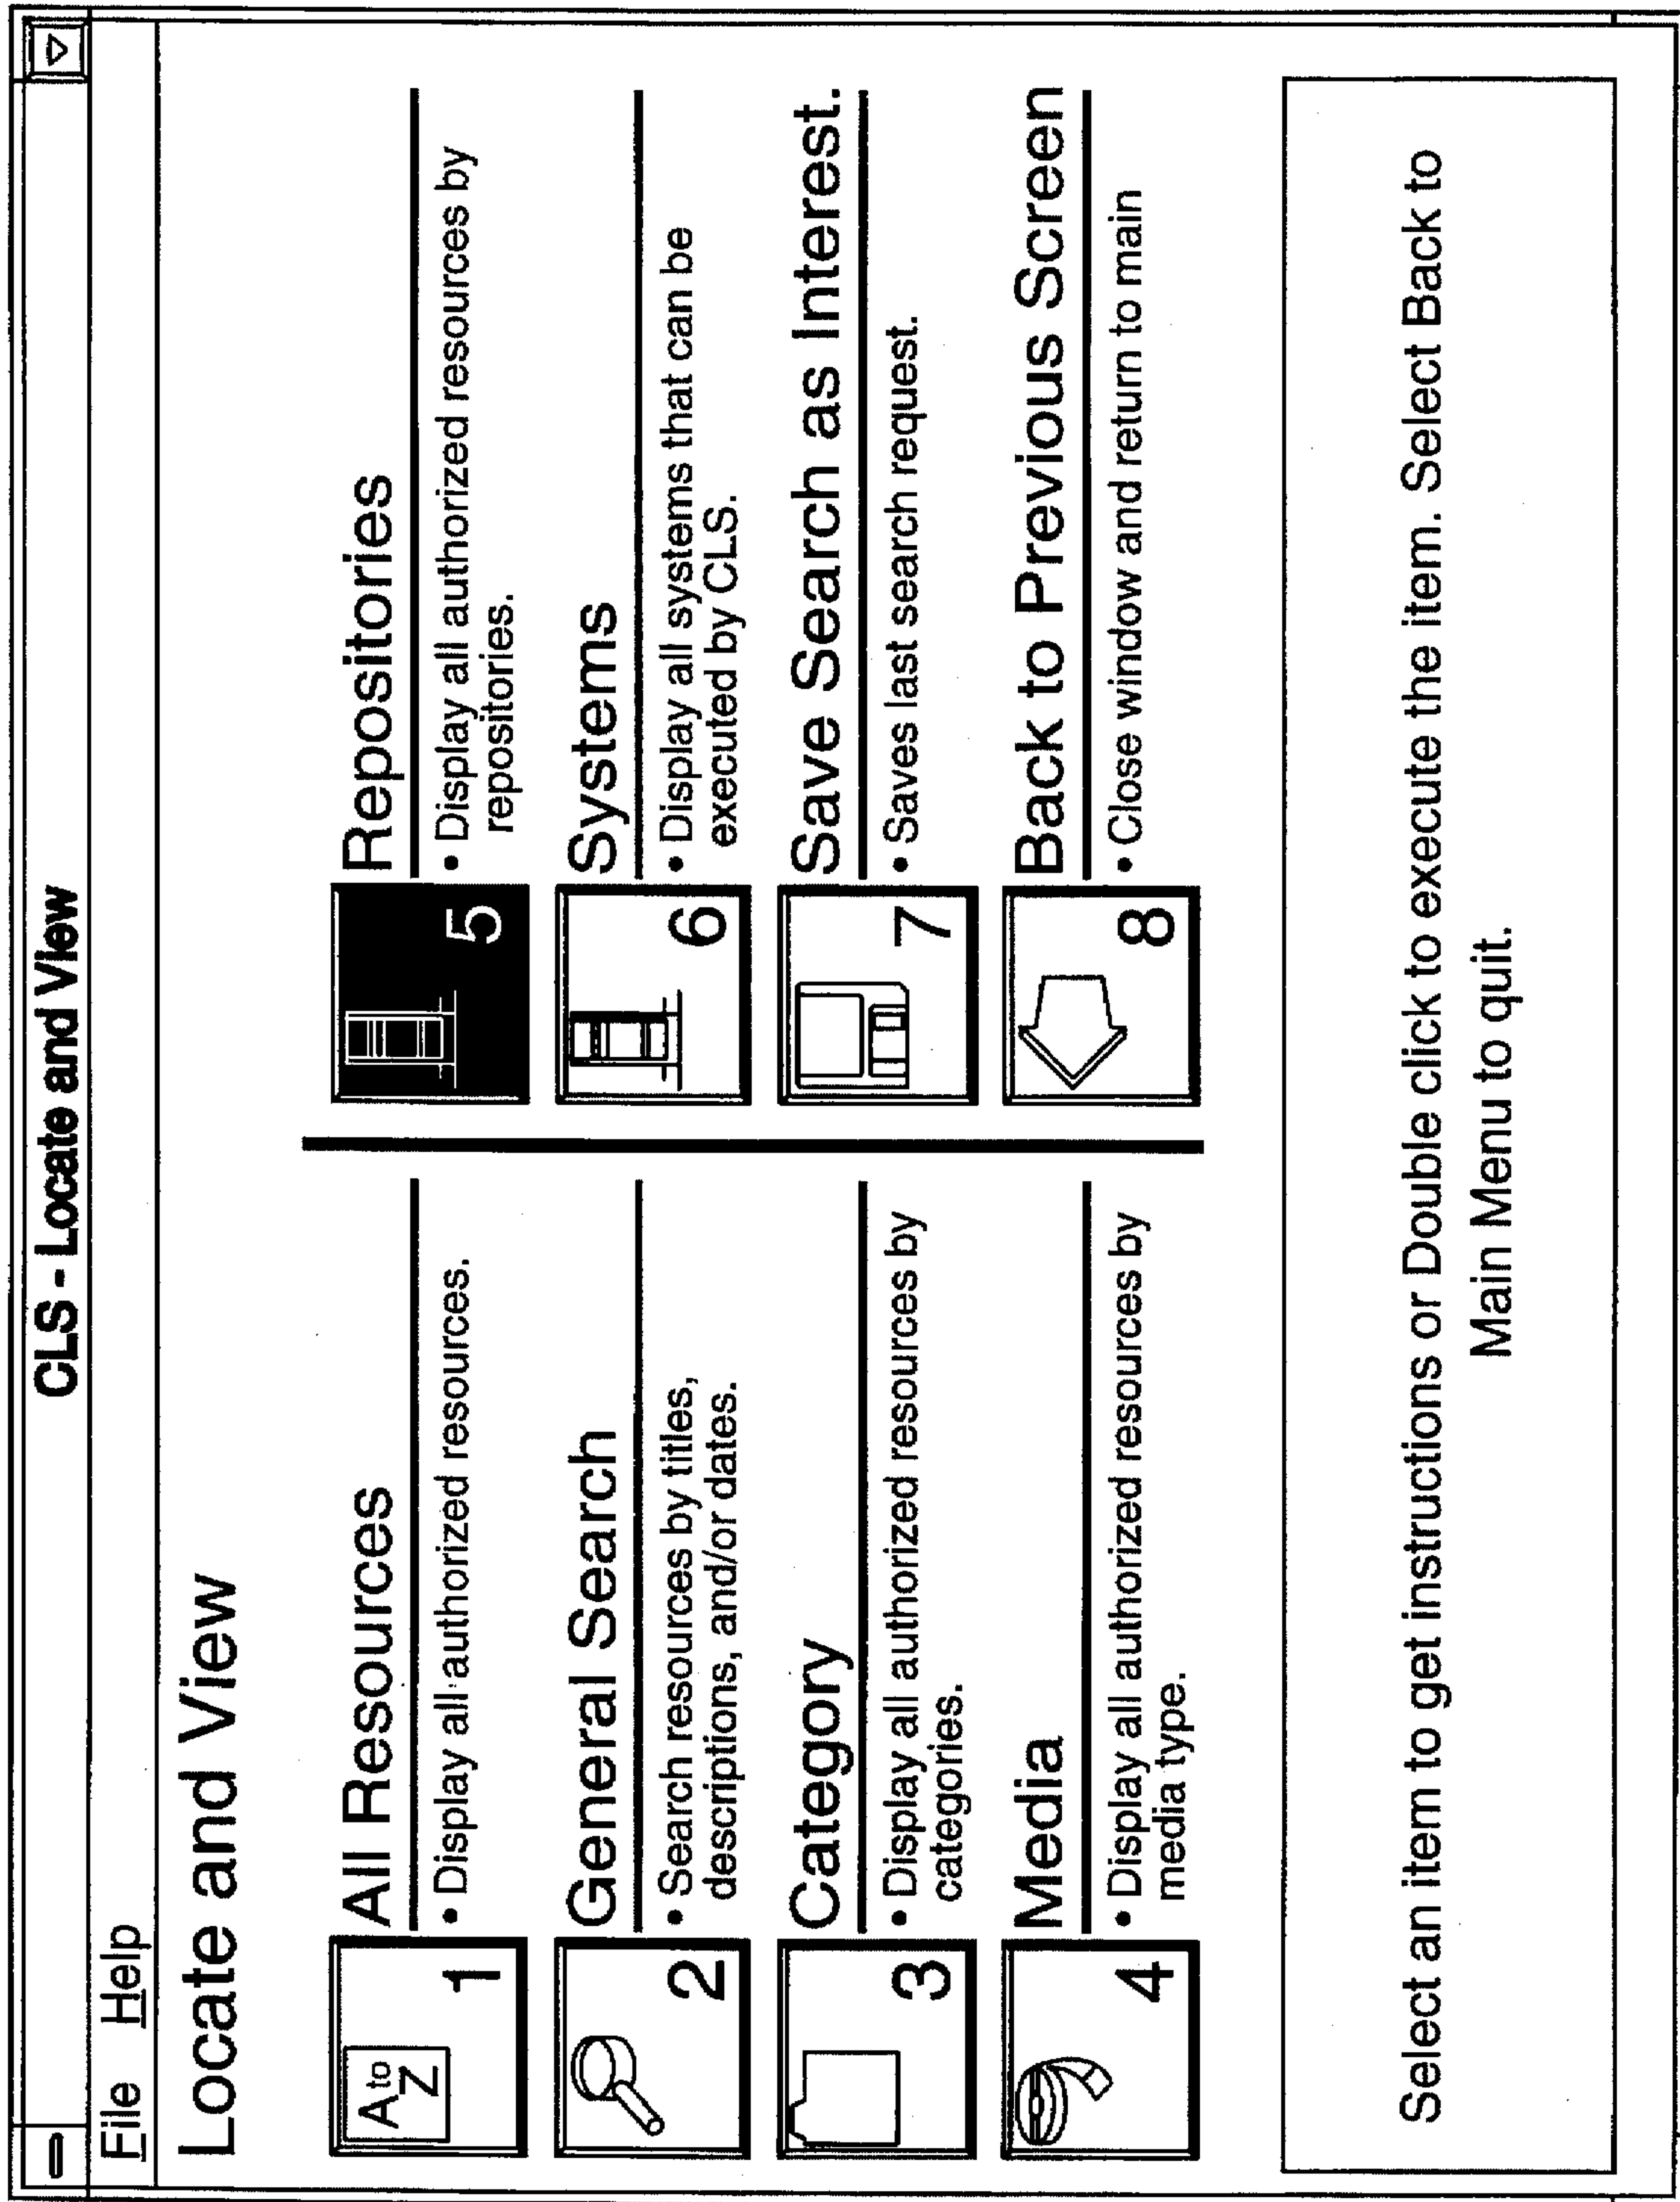 CLS - Locate and View
File Help
Locate and View
A to
Z
1
All Resources
• Display all authorized resources.
2
General Search
• Search resources by titles,
descriptions, and/or dates.
3
Category
• Display all authorized resources by
categories.
4
Media
• Display all authorized resources by
media type.
5
Repositories
• Display all authorized resources by
repositories.
6
Systems
• Display all systems that can be
executed by CLS.
7
Save Search as Interest.
• Saves last search request.
8
Back to Previous Screen
• Close window and return to main
Select an item to get instructions or Double click to execute the item. Select Back to
Main Menu to quit.